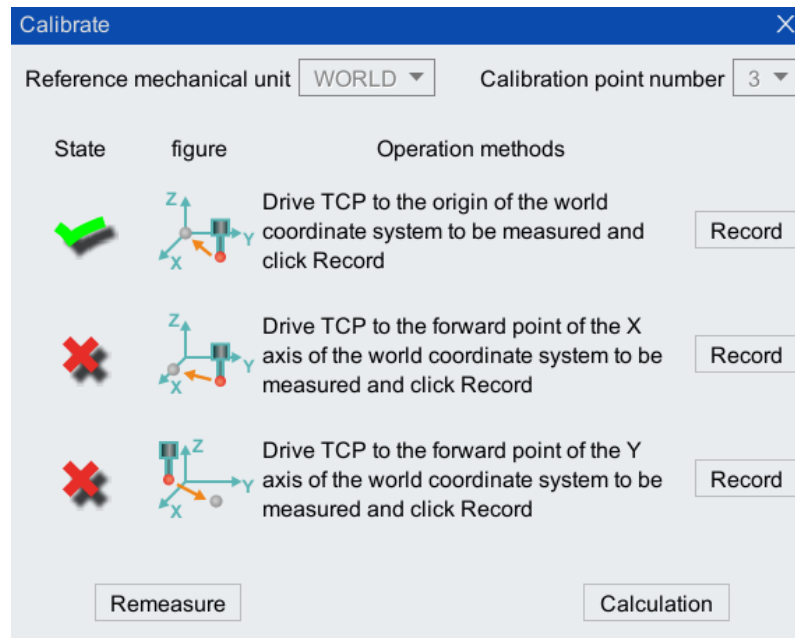 Calibrate X
Reference mechanical unit WORLD Calibration point number 3
State figure Operation methods
Z
Y
X
Drive TCP to the origin of the world
coordinate system to be measured and
click Record
Record
Z
Y
X
Drive TCP to the forward point of the X
axis of the world coordinate system to be
measured and click Record
Record
Z
Y
X
Drive TCP to the forward point of the Y
axis of the world coordinate system to be
measured and click Record
Record
Remeasure Calculation